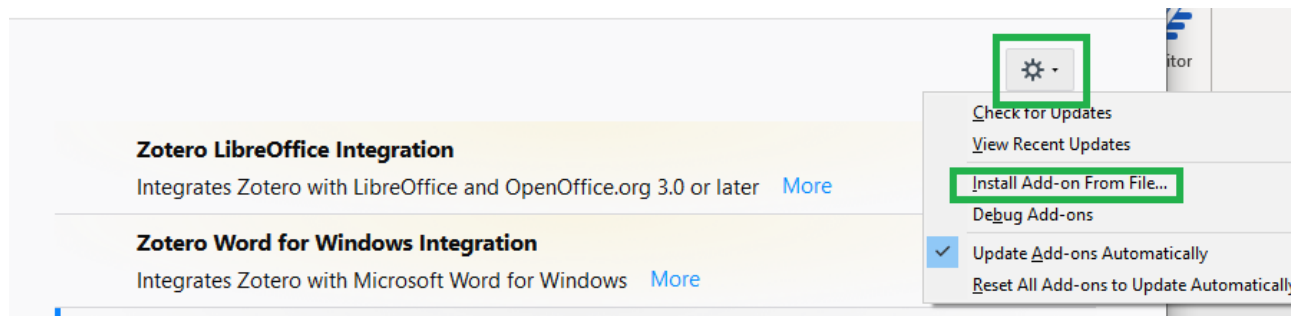 itor
Check for Updates
View Recent Updates
Zotero LibreOffice Integration
Integrates Zotero with LibreOffice and OpenOffice.org 3.0 or later More
Install Add-on From File...
Debug Add-ons
Zotero Word for Windows Integration
Integrates Zotero with Microsoft Word for Windows More
Update Add-ons Automatically
Reset All Add-ons to Update Automatically